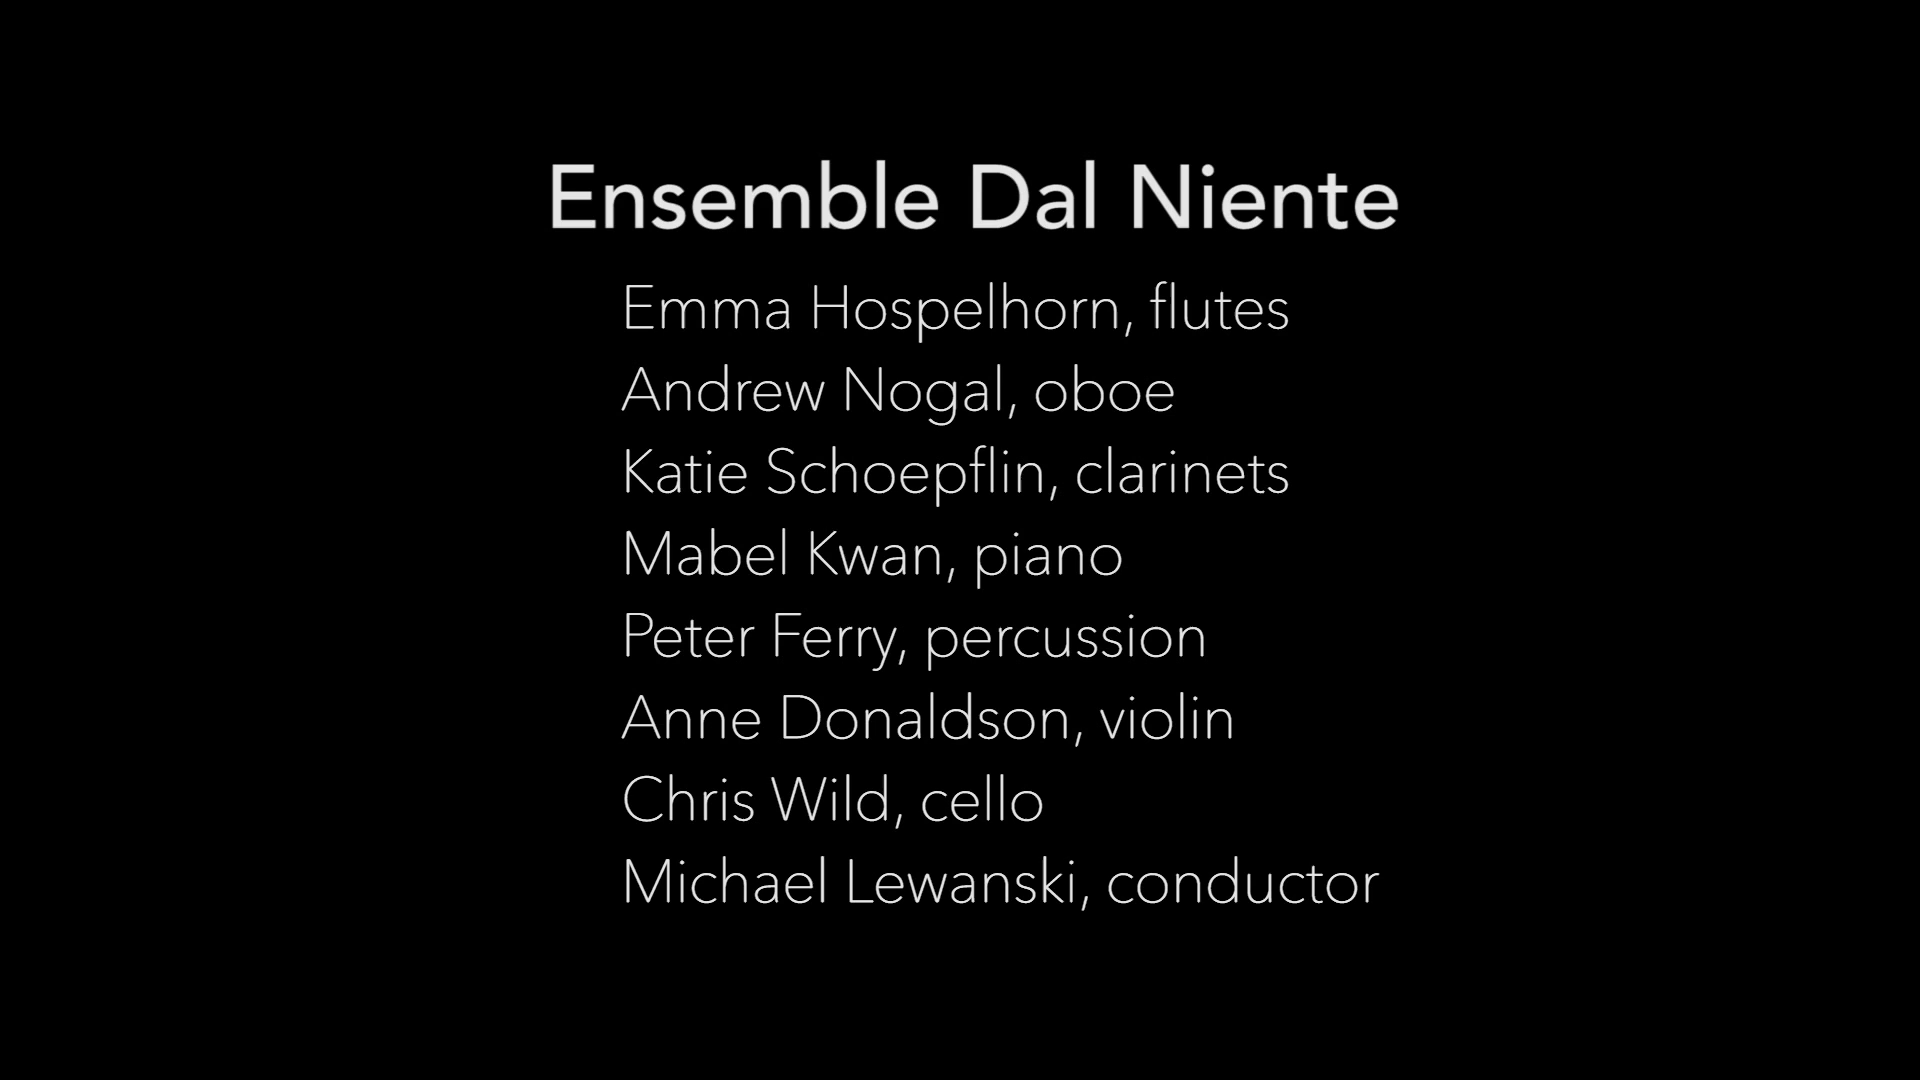 Ensemble Dal Niente
Emma Hospelhorn, flutes
Andrew Nogal, oboe
Katie Schoepflin, clarinets
Mabel Kwan, piano
Peter Ferry, percussion
Anne Donaldson, violin
Chris Wild, cello
Michael Lewanski, conductor